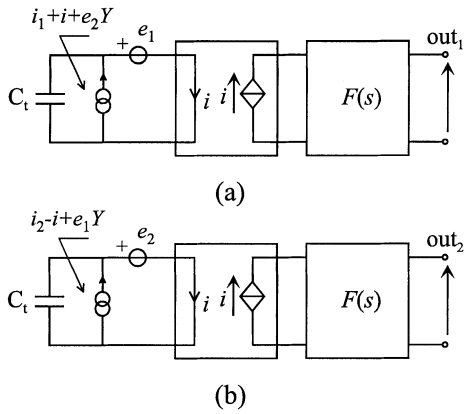 i₁+i+e₂Y
+ e₁
Cₜ
i
i
F(s)
out₁
(a)
i₂-i+e₁Y
+ e₂
Cₜ
i
i
F(s)
out₂
(b)